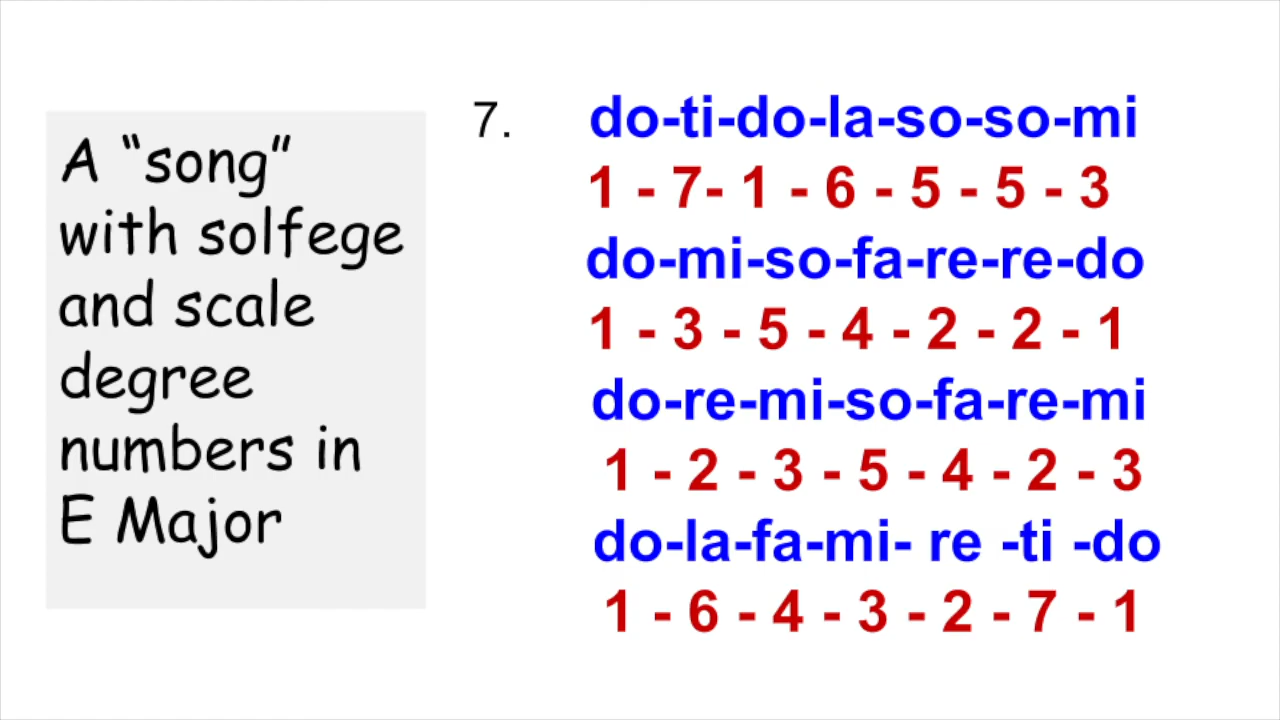 A “song”
with solfege
and scale
degree
numbers in
E Major
7. do-ti-do-la-so-so-mi
1 - 7- 1 - 6 - 5 - 5 - 3
do-mi-so-fa-re-re-do
1 - 3 - 5 - 4 - 2 - 2 - 1
do-re-mi-so-fa-re-mi
1 - 2 - 3 - 5 - 4 - 2 - 3
do-la-fa-mi- re -ti -do
1 - 6 - 4 - 3 - 2 - 7 - 1